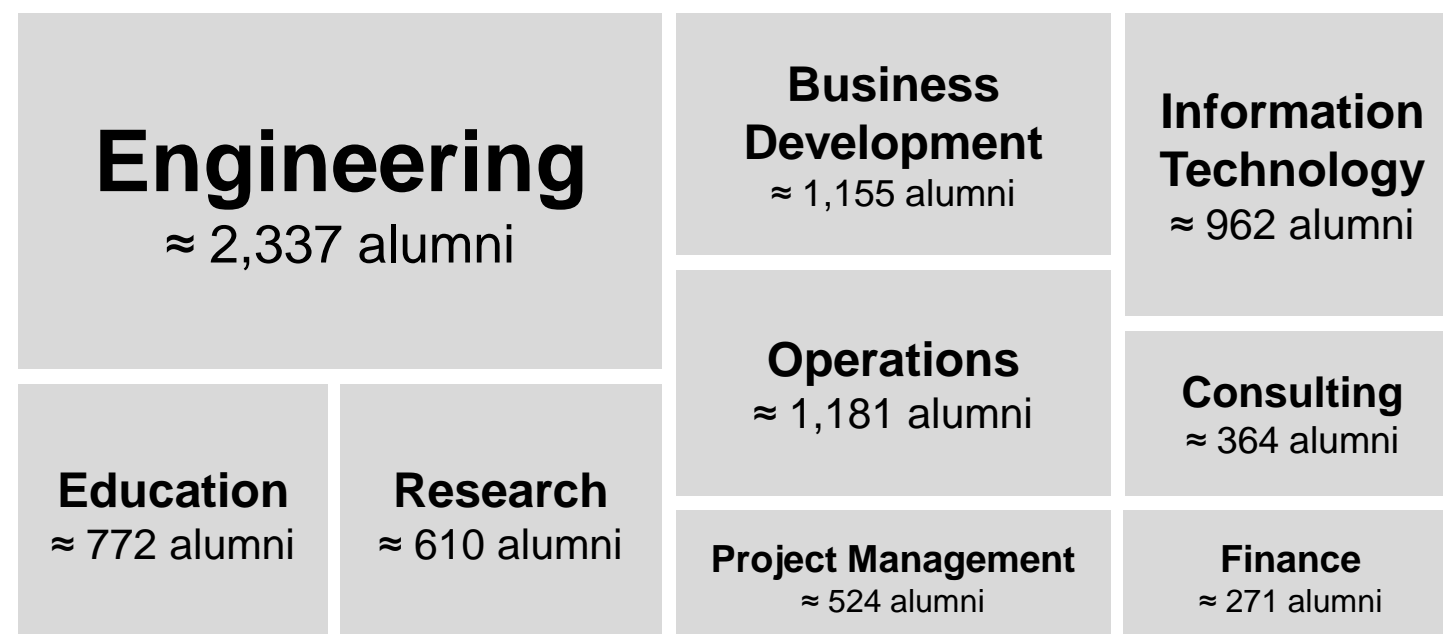 Engineering
≈ 2,337 alumni
Business
Development
≈ 1,155 alumni
Information
Technology
≈ 962 alumni
Operations
≈ 1,181 alumni
Consulting
≈ 364 alumni
Education
≈ 772 alumni
Research
≈ 610 alumni
Project Management
≈ 524 alumni
Finance
≈ 271 alumni